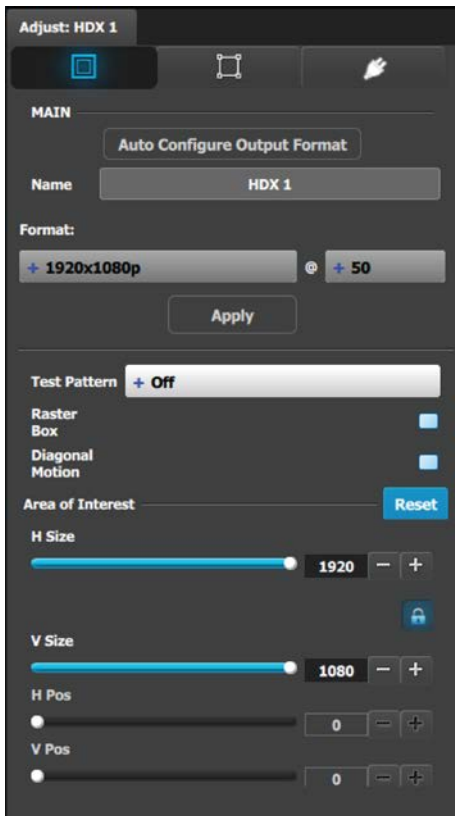 Adjust: HDX 1
MAIN
Auto Configure Output Format
Name HDX 1
Format:
+ 1920x1080p @ + 50
Apply
Test Pattern + Off
Raster
Box
Diagonal
Motion
Area of Interest Reset
H Size
1920 − +
V Size
1080 − +
H Pos
0 − +
V Pos
0 − +